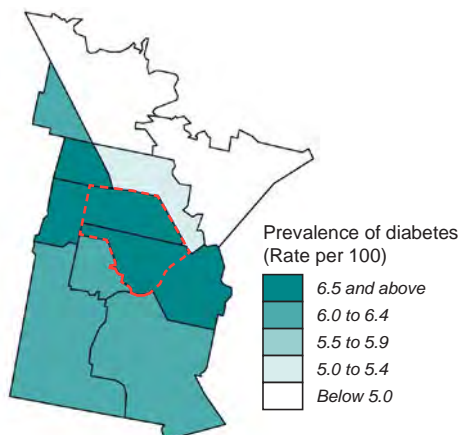 Prevalence of diabetes
(Rate per 100)
6.5 and above
6.0 to 6.4
5.5 to 5.9
5.0 to 5.4
Below 5.0